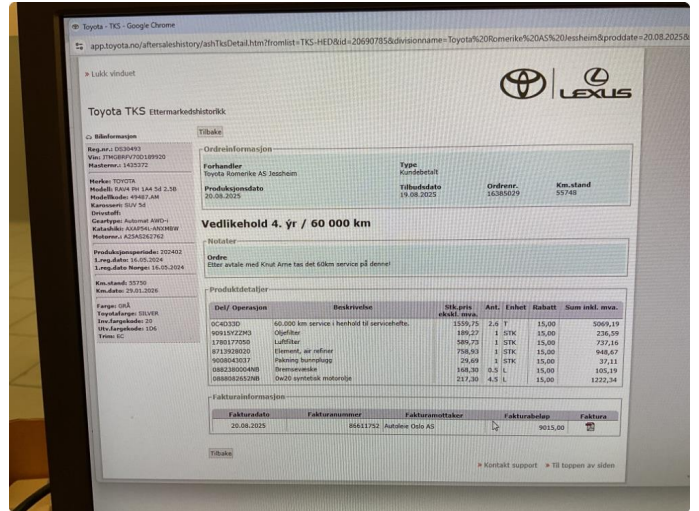 Toyota - TKS - Google Chrome
app.toyota.no/aftersaleshistory/ashTksDetail.htm?fromlist=TKS-HED&id=20690785&divisionname=Toyota%20Romerike%20AS%20Jessheim&proddate=20.08.2025&
» Lukk vinduet
LEXUS
Toyota TKS Ettermarkedshistorikk
Bilinformasjon
Reg.nr.: DS30493
Vin: JTMGBRFV70D189920
Masternr.: 1425372
Merke: TOYOTA
Modell: RAV4 PH 1A4 5d 2,5B
Modellkode: 49487.AM
Karosseri: SUV 5d
Drivstoff:
Geartype: Automat AWD-i
Katashiki: AXAP54L-ANXMBW
Motornr.: A25AS262762
Produksjonsperiode: 202402
1.reg.dato: 16.05.2024
1.reg.dato Norge: 16.05.2024
Km.stand: 55750
Km.dato: 29.01.2026
Farge: GRÅ
Toyotafarge: SILVER
Inv.fargekode: 20
Utv.fargekode: 1D6
Trim: EC
Tilbake
Ordreinformasjon
Forhandler Type
Toyota Romerike AS Jessheim Kundebetalt
Produksjonsdato Tilbudsdato Ordrenr. Km.stand
20.08.2025 19.08.2025 16385029 55748
Vedlikehold 4. ýr / 60 000 km
Notater
Ordre
Etter avtale med Knut Arne tas det 60km service på denne!
Produktdetaljer
Del/ Operasjon Beskrivelse Stk.pris ekskl. mva. Ant. Enhet Rabatt Sum inkl. mva.
0C4D33D 60.000 km service i henhold til servicehefte. 1559,75 2.6 T 15,00 5069,19
90915YZZM3 Oljefilter 189,27 1 STK 15,00 236,59
1780177050 Luftfilter 589,73 1 STK 15,00 737,16
8713928020 Element, air refiner 758,93 1 STK 15,00 948,67
9008043037 Pakning bunnplugg 29,69 1 STK 15,00 37,11
0882380004NB Bremsevæske 168,30 0.5 L 15,00 105,19
0888082652NB 0w20 syntetisk motorolje 217,30 4.5 L 15,00 1222,34
Fakturainformasjon
Fakturadato Fakturanummer Fakturamottaker Fakturabeløp Faktura
20.08.2025 86611752 Autoleie Oslo AS 9015,00
Tilbake
» Kontakt support » Til toppen av siden